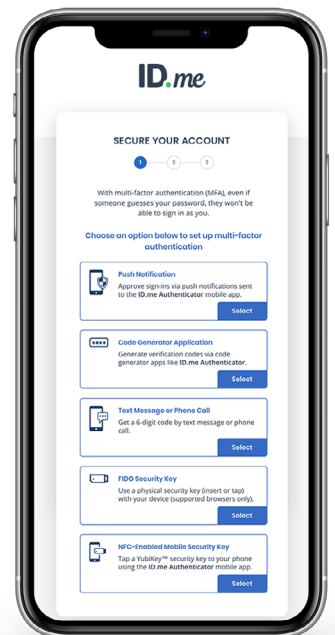 ID.me
SECURE YOUR ACCOUNT
1 2 3
With multi-factor authentication (MFA), even if
someone guesses your password, they won't be
able to sign in as you.
Choose an option below to set up multi-factor
authentication
Push Notification
Approve sign-ins via push notifications sent
to the ID.me Authenticator mobile app.
Select
Code Generator Application
Generate verification codes via code
generator apps like ID.me Authenticator.
Select
Text Message or Phone Call
Get a 6-digit code by text message or phone
call.
Select
FIDO Security Key
Use a physical security key (insert or tap)
with your device (supported browsers only).
Select
NFC-Enabled Mobile Security Key
Tap a YubiKey™ security key to your phone
using the ID.me Authenticator mobile app.
Select